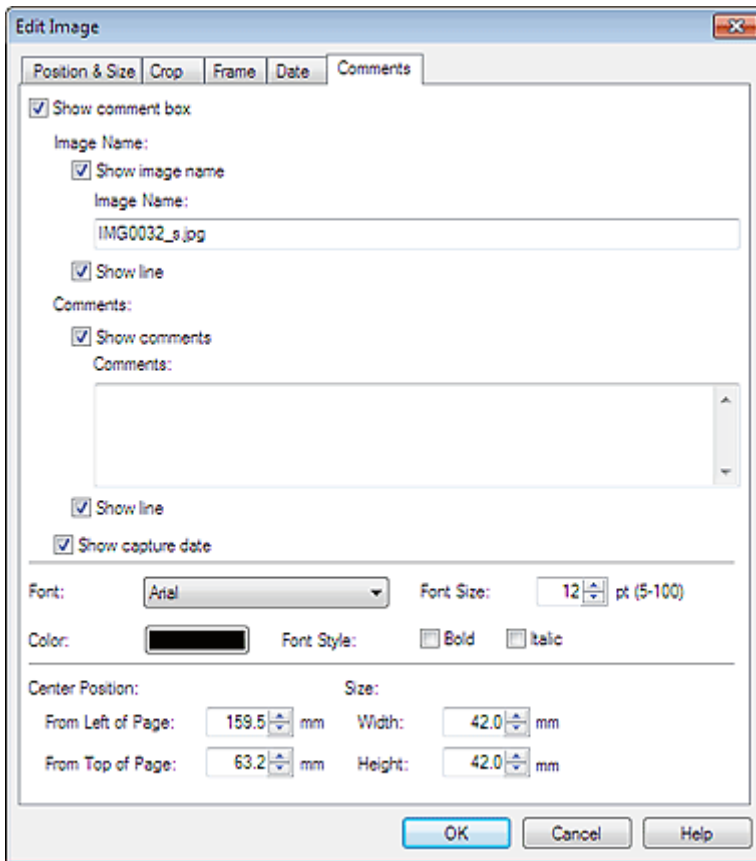 Edit Image
Position & Size Crop Frame Date Comments
Show comment box
Image Name:
Show image name
Image Name:
IMG0032_s.jpg
Show line
Comments:
Show comments
Comments:
Show line
Show capture date
Font: Arial Font Size: 12 pt (5-100)
Color: Font Style: Bold Italic
Center Position: Size:
From Left of Page: 159.5 mm Width: 42.0 mm
From Top of Page: 63.2 mm Height: 42.0 mm
OK Cancel Help